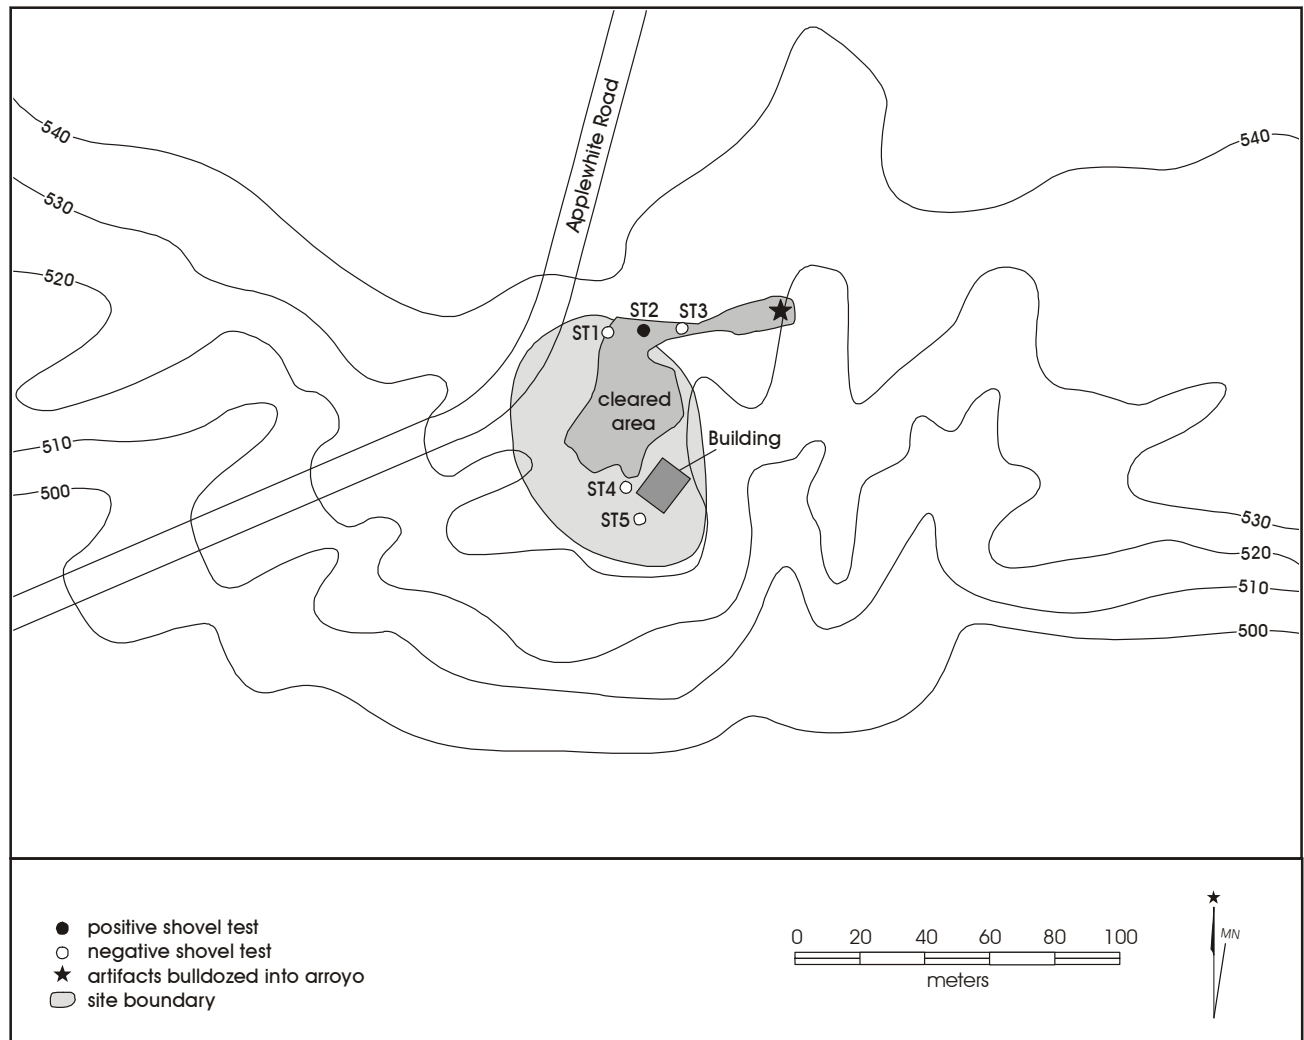 540
540
530
520
Applewhite Road
ST2
ST3
ST1
cleared
area
Building
510
500
ST4
ST5
530
520
510
500
positive shovel test
negative shovel test
artifacts bulldozed into arroyo
site boundary
0 20 40 60 80 100
meters
MN